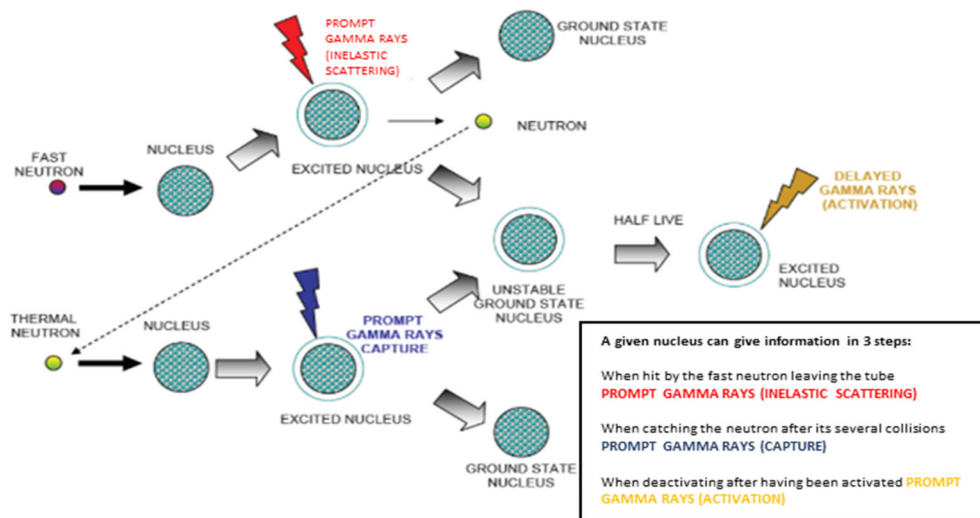 PROMPT
GAMMA RAYS
(INELASTIC
SCATTERING)
GROUND STATE
NUCLEUS
NEUTRON
NUCLEUS
FAST
NEUTRON
EXCITED NUCLEUS
DELAYED
GAMMA RAYS
(ACTIVATION)
HALF LIVE
EXCITED
NUCLEUS
UNSTABLE
GROUND STATE
NUCLEUS
THERMAL
NEUTRON
NUCLEUS
PROMPT
GAMMA RAYS
CAPTURE
EXCITED NUCLEUS
GROUND STATE
NUCLEUS
A given nucleus can give information in 3 steps:
When hit by the fast neutron leaving the tube
PROMPT GAMMA RAYS (INELASTIC SCATTERING)
When catching the neutron after its several collisions
PROMPT GAMMA RAYS (CAPTURE)
When deactivating after having been activated PROMPT
GAMMA RAYS (ACTIVATION)